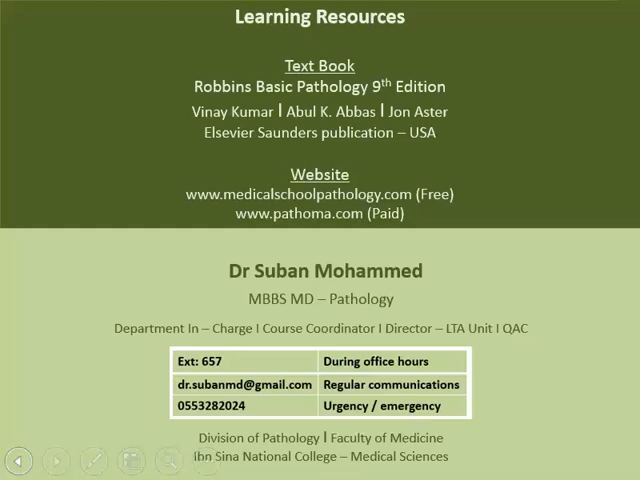 Learning Resources
Text Book
Robbins Basic Pathology 9th Edition
Vinay Kumar I Abul K. Abbas I Jon Aster
Elsevier Saunders publication – USA
Website
www.medicalschoolpathology.com (Free)
www.pathoma.com (Paid)
Dr Suban Mohammed
MBBS MD – Pathology
Department In – Charge I Course Coordinator I Director – LTA Unit I QAC
Ext: 657 During office hours
dr.subanmd@gmail.com Regular communications
0553282024 Urgency / emergency
Division of Pathology I Faculty of Medicine
Ibn Sina National College – Medical Sciences